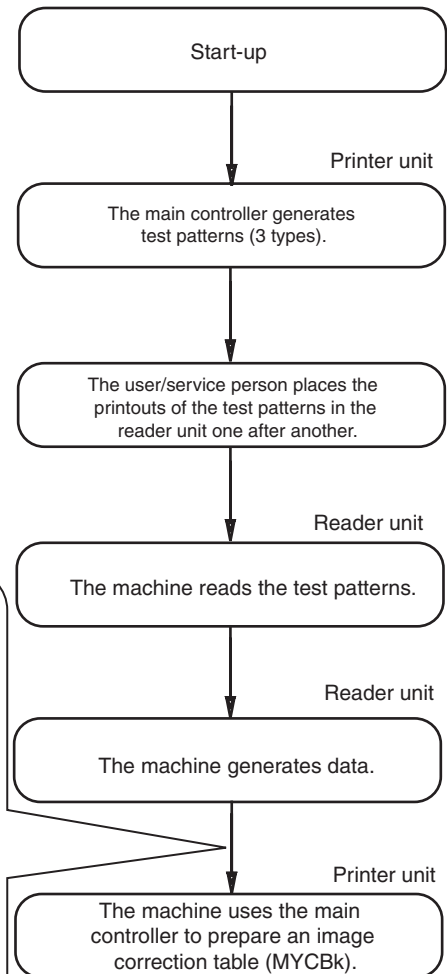 Start-up
Printer unit
The main controller generates
test patterns (3 types).
The user/service person places the
printouts of the test patterns in the
reader unit one after another.
Reader unit
The machine reads the test patterns.
Reader unit
The machine generates data.
Printer unit
The machine uses the main
controller to prepare an image
correction table (MYCBk).